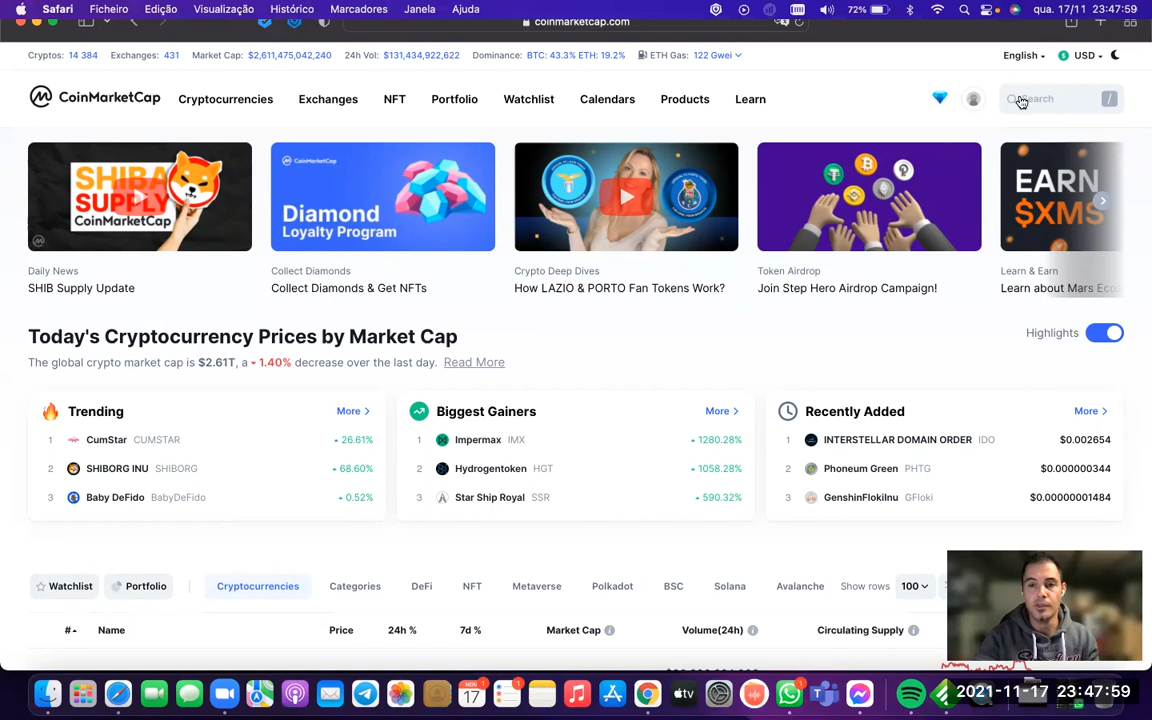 Safari Ficheiro Edição Visualização Histórico Marcadores Janela Ajuda 72% qua. 17/11 23:47:59
coinmarketcap.com
Cryptos: 14 384 Exchanges: 431 Market Cap: $2,611,475,042,240 24h Vol: $131,434,922,622 Dominance: BTC: 43.3% ETH: 19.2% ETH Gas: 122 Gwei English USD
CoinMarketCap Cryptocurrencies Exchanges NFT Portfolio Watchlist Calendars Products Learn Search /
SHIBA
SUPPLY
CoinMarketCap
CoinMarketCap
Diamond
Loyalty Program
EARN
$XMS
Daily News Collect Diamonds Crypto Deep Dives Token Airdrop Learn & Earn
SHIB Supply Update Collect Diamonds & Get NFTs How LAZIO & PORTO Fan Tokens Work? Join Step Hero Airdrop Campaign! Learn about Mars
Today's Cryptocurrency Prices by Market Cap Highlights
The global crypto market cap is $2.61T, a 1.40% decrease over the last day. Read More
Trending More Biggest Gainers More Recently Added More
1 CumStar CUMSTAR 26.61% 1 Impermax IMX 1280.28% 1 INTERSTELLAR DOMAIN ORDER IDO $0.002654
2 SHIBORG INU SHIBORG 68.60% 2 Hydrogentoken HGT 1058.28% 2 Phoneum Green PHTG $0.000000344
3 Baby DeFido BabyDeFido 0.52% 3 Star Ship Royal SSR 590.32% 3 GenshinFlokiInu GFloki $0.00000001484
Watchlist Portfolio Cryptocurrencies Categories DeFi NFT Metaverse Polkadot BSC Solana Avalanche Show rows 100
# Name Price 24h % 7d % Market Cap Volume(24h) Circulating Supply
NOV 17 1 1 1 tv
2021-11-17 23:47:59